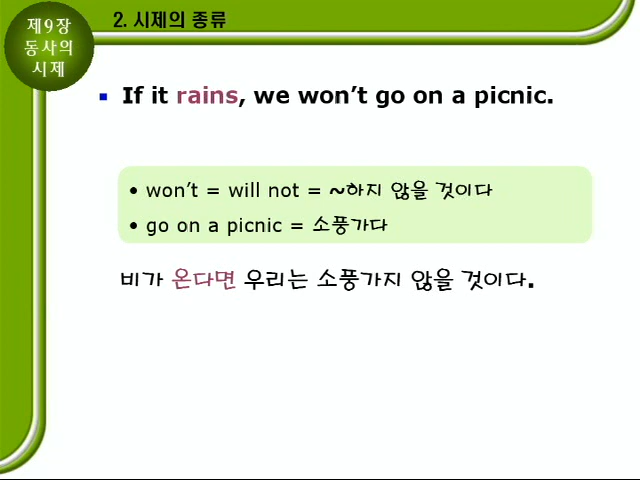 제9장
동사의
시제
2. 시제의 종류
▪ If it rains, we won’t go on a picnic.
• won’t = will not = ~하지 않을 것이다
• go on a picnic = 소풍가다
비가 온다면 우리는 소풍가지 않을 것이다.